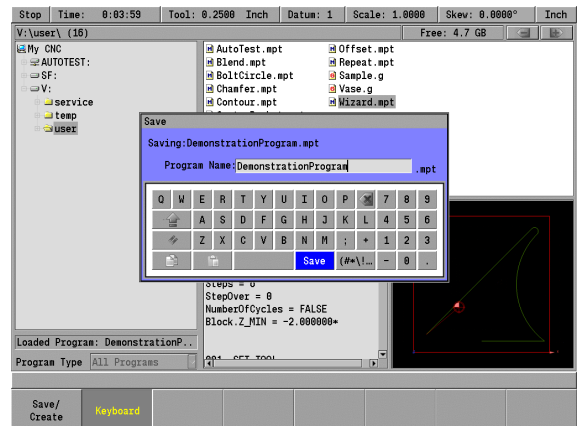 Stop Time: 0:03:59 Tool: 0.2500 Inch Datum: 1 Scale: 1.0000 Skew: 0.0000° Inch
V:\user\ (16) Free: 4.7 GB
My CNC
AUTOTEST:
SF:
V:
service
temp
user
AutoTest.mpt Offset.mpt
Blend.mpt Repeat.mpt
BoltCircle.mpt Sample.g
Chamfer.mpt Vase.g
Contour.mpt Wizard.mpt
Save
Saving:DemonstrationProgram.mpt
Program Name: DemonstrationProgram .mpt
Q W E R T Y U I O P 7 8 9
A S D F G H J K L 4 5 6
Z X C V B N M ; + 1 2 3
Save (#*\!… - 0 .
Steps = 0
StepOver = 0
NumberOfCycles = FALSE
Block.Z_MIN = -2.000000*
001 SET TOOL
Loaded Program: DemonstrationP..
Program Type All Programs
Save/
Create
Keyboard